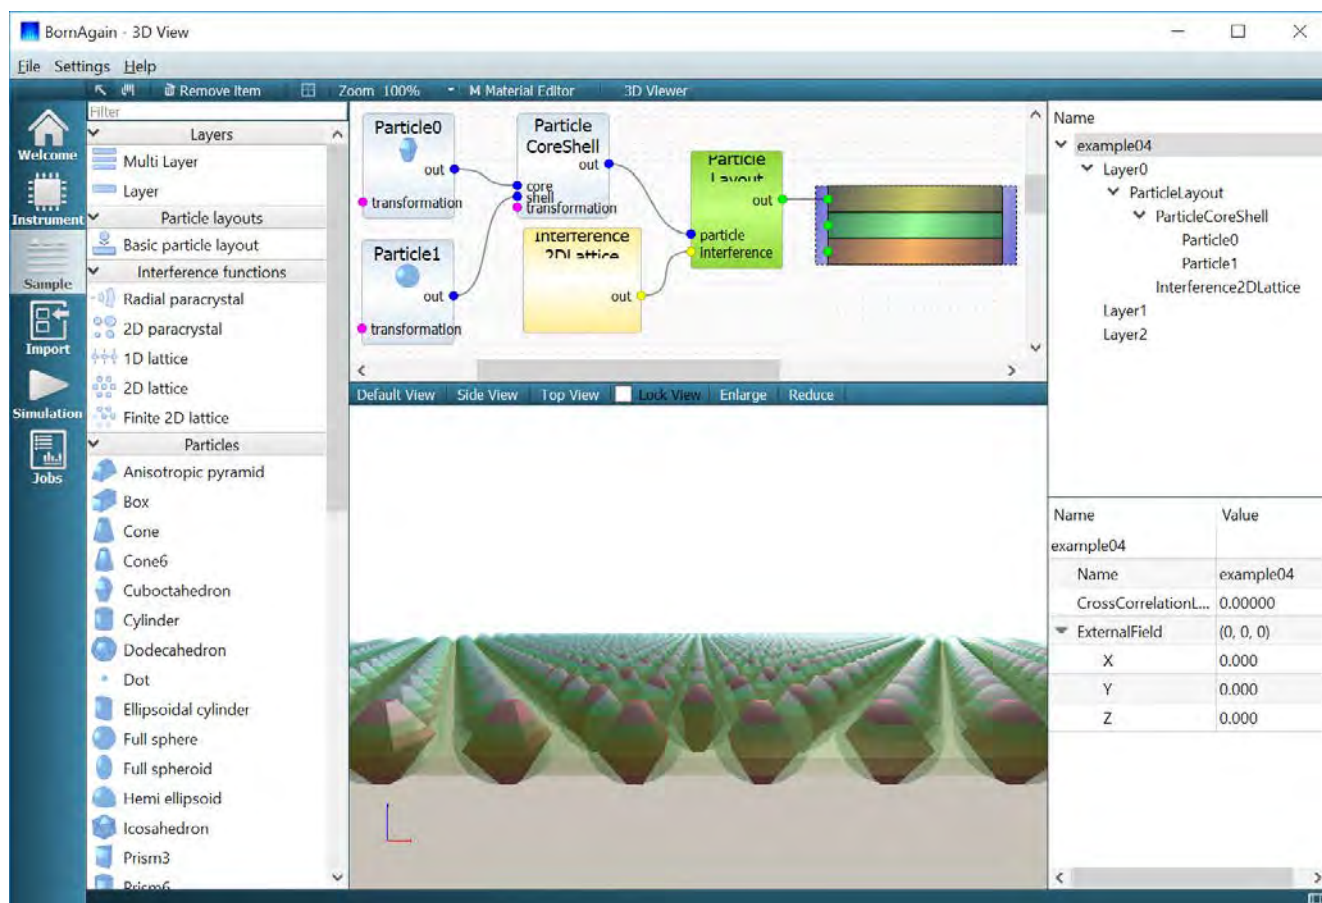 BornAgain - 3D View
File Settings Help
Remove Item
Zoom 100%
M Material Editor
3D Viewer
Welcome
Instrument
Sample
Import
Simulation
Jobs
Filter
Layers
Multi Layer
Layer
Particle layouts
Basic particle layout
Interference functions
Radial paracrystal
2D paracrystal
1D lattice
2D lattice
Finite 2D lattice
Particles
Anisotropic pyramid
Box
Cone
Cone6
Cuboctahedron
Cylinder
Dodecahedron
Dot
Ellipsoidal cylinder
Full sphere
Full spheroid
Hemi ellipsoid
Icosahedron
Prism3
Prism6
Particle0
out
transformation
Particle1
out
transformation
Particle
CoreShell
out
core
shell
transformation
Interference
2DLattice
out
Particle
Layout
out
particle
interference
Default View Side View Top View Lock View Enlarge Reduce
Name
example04
Layer0
ParticleLayout
ParticleCoreShell
Particle0
Particle1
Interference2DLattice
Layer1
Layer2
Name Value
example04
Name example04
CrossCorrelationL... 0.00000
ExternalField (0, 0, 0)
X 0.000
Y 0.000
Z 0.000